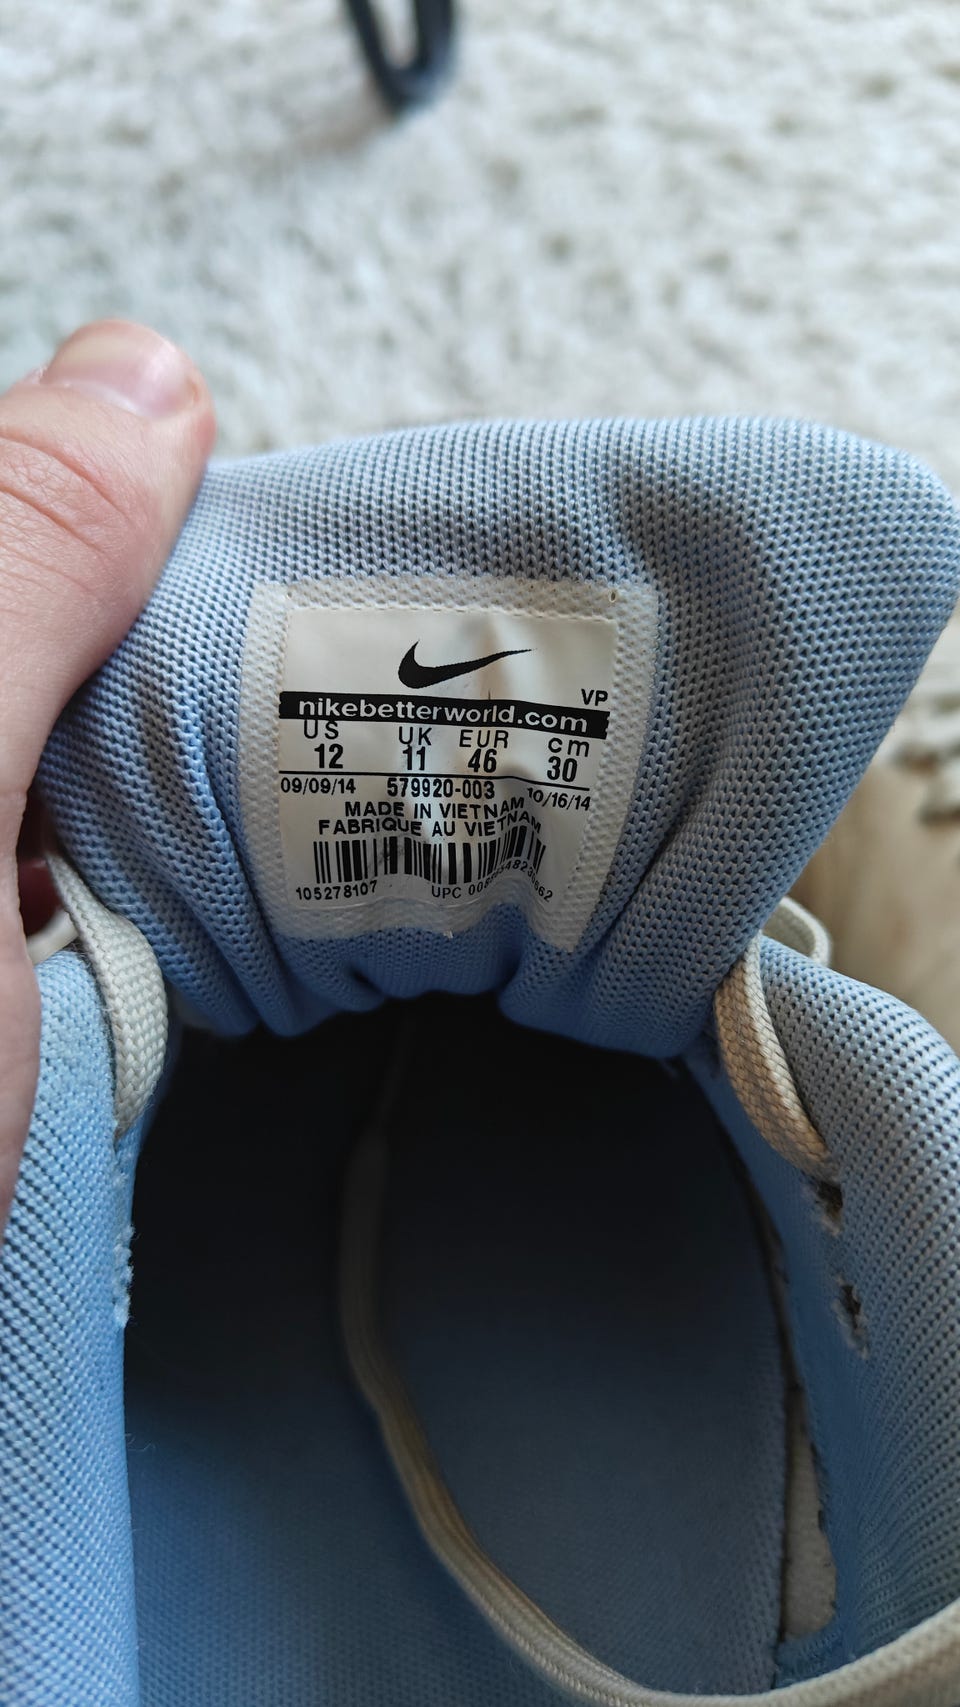 VP
nikebetterworld.com
US UK EUR cm
12 11 46 30
09/09/14 579920-003 10/16/14
MADE IN VIETNAM
FABRIQUE AU VIETNAM
105278107 UPC